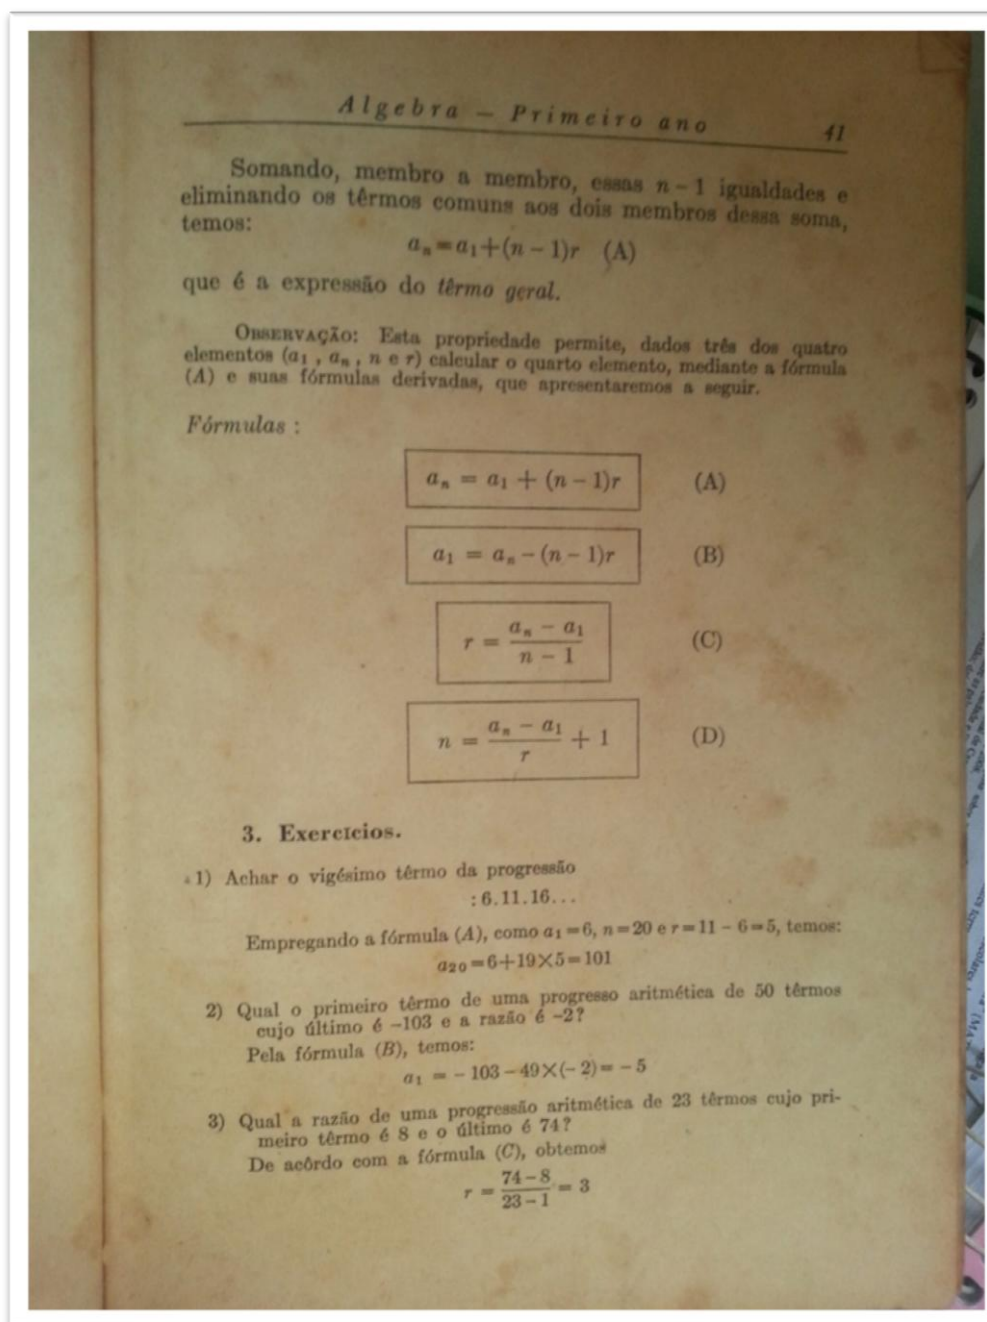 Algebra — Primeiro ano 41
Somando, membro a membro, essas n – 1 igualdades e
eliminando os têrmos comuns aos dois membros dessa soma,
temos:
aₙ=a₁+(n – 1)r (A)
que é a expressão do têrmo geral.
OBSERVAÇÃO: Esta propriedade permite, dados três dos quatro
elementos (a₁ , aₙ , n e r) calcular o quarto elemento, mediante a fórmula
(A) e suas fórmulas derivadas, que apresentaremos a seguir.
Fórmulas :
aₙ = a₁ + (n – 1)r (A)
a₁ = aₙ – (n – 1)r (B)
r = (aₙ – a₁)/(n – 1) (C)
n = (aₙ – a₁)/r + 1 (D)
3. Exercícios.
1) Achar o vigésimo têrmo da progressão
: 6.11.16...
Empregando a fórmula (A), como a₁=6, n=20 e r=11 – 6=5, temos:
a₂₀=6+19×5=101
2) Qual o primeiro têrmo de uma progresso aritmética de 50 têrmos
cujo último é –103 e a razão é –2?
Pela fórmula (B), temos:
a₁ = – 103 – 49×(– 2)= – 5
3) Qual a razão de uma progressão aritmética de 23 têrmos cujo pri-
meiro têrmo é 8 e o último é 74?
De acôrdo com a fórmula (C), obtemos
r = (74 – 8)/(23 – 1) = 3